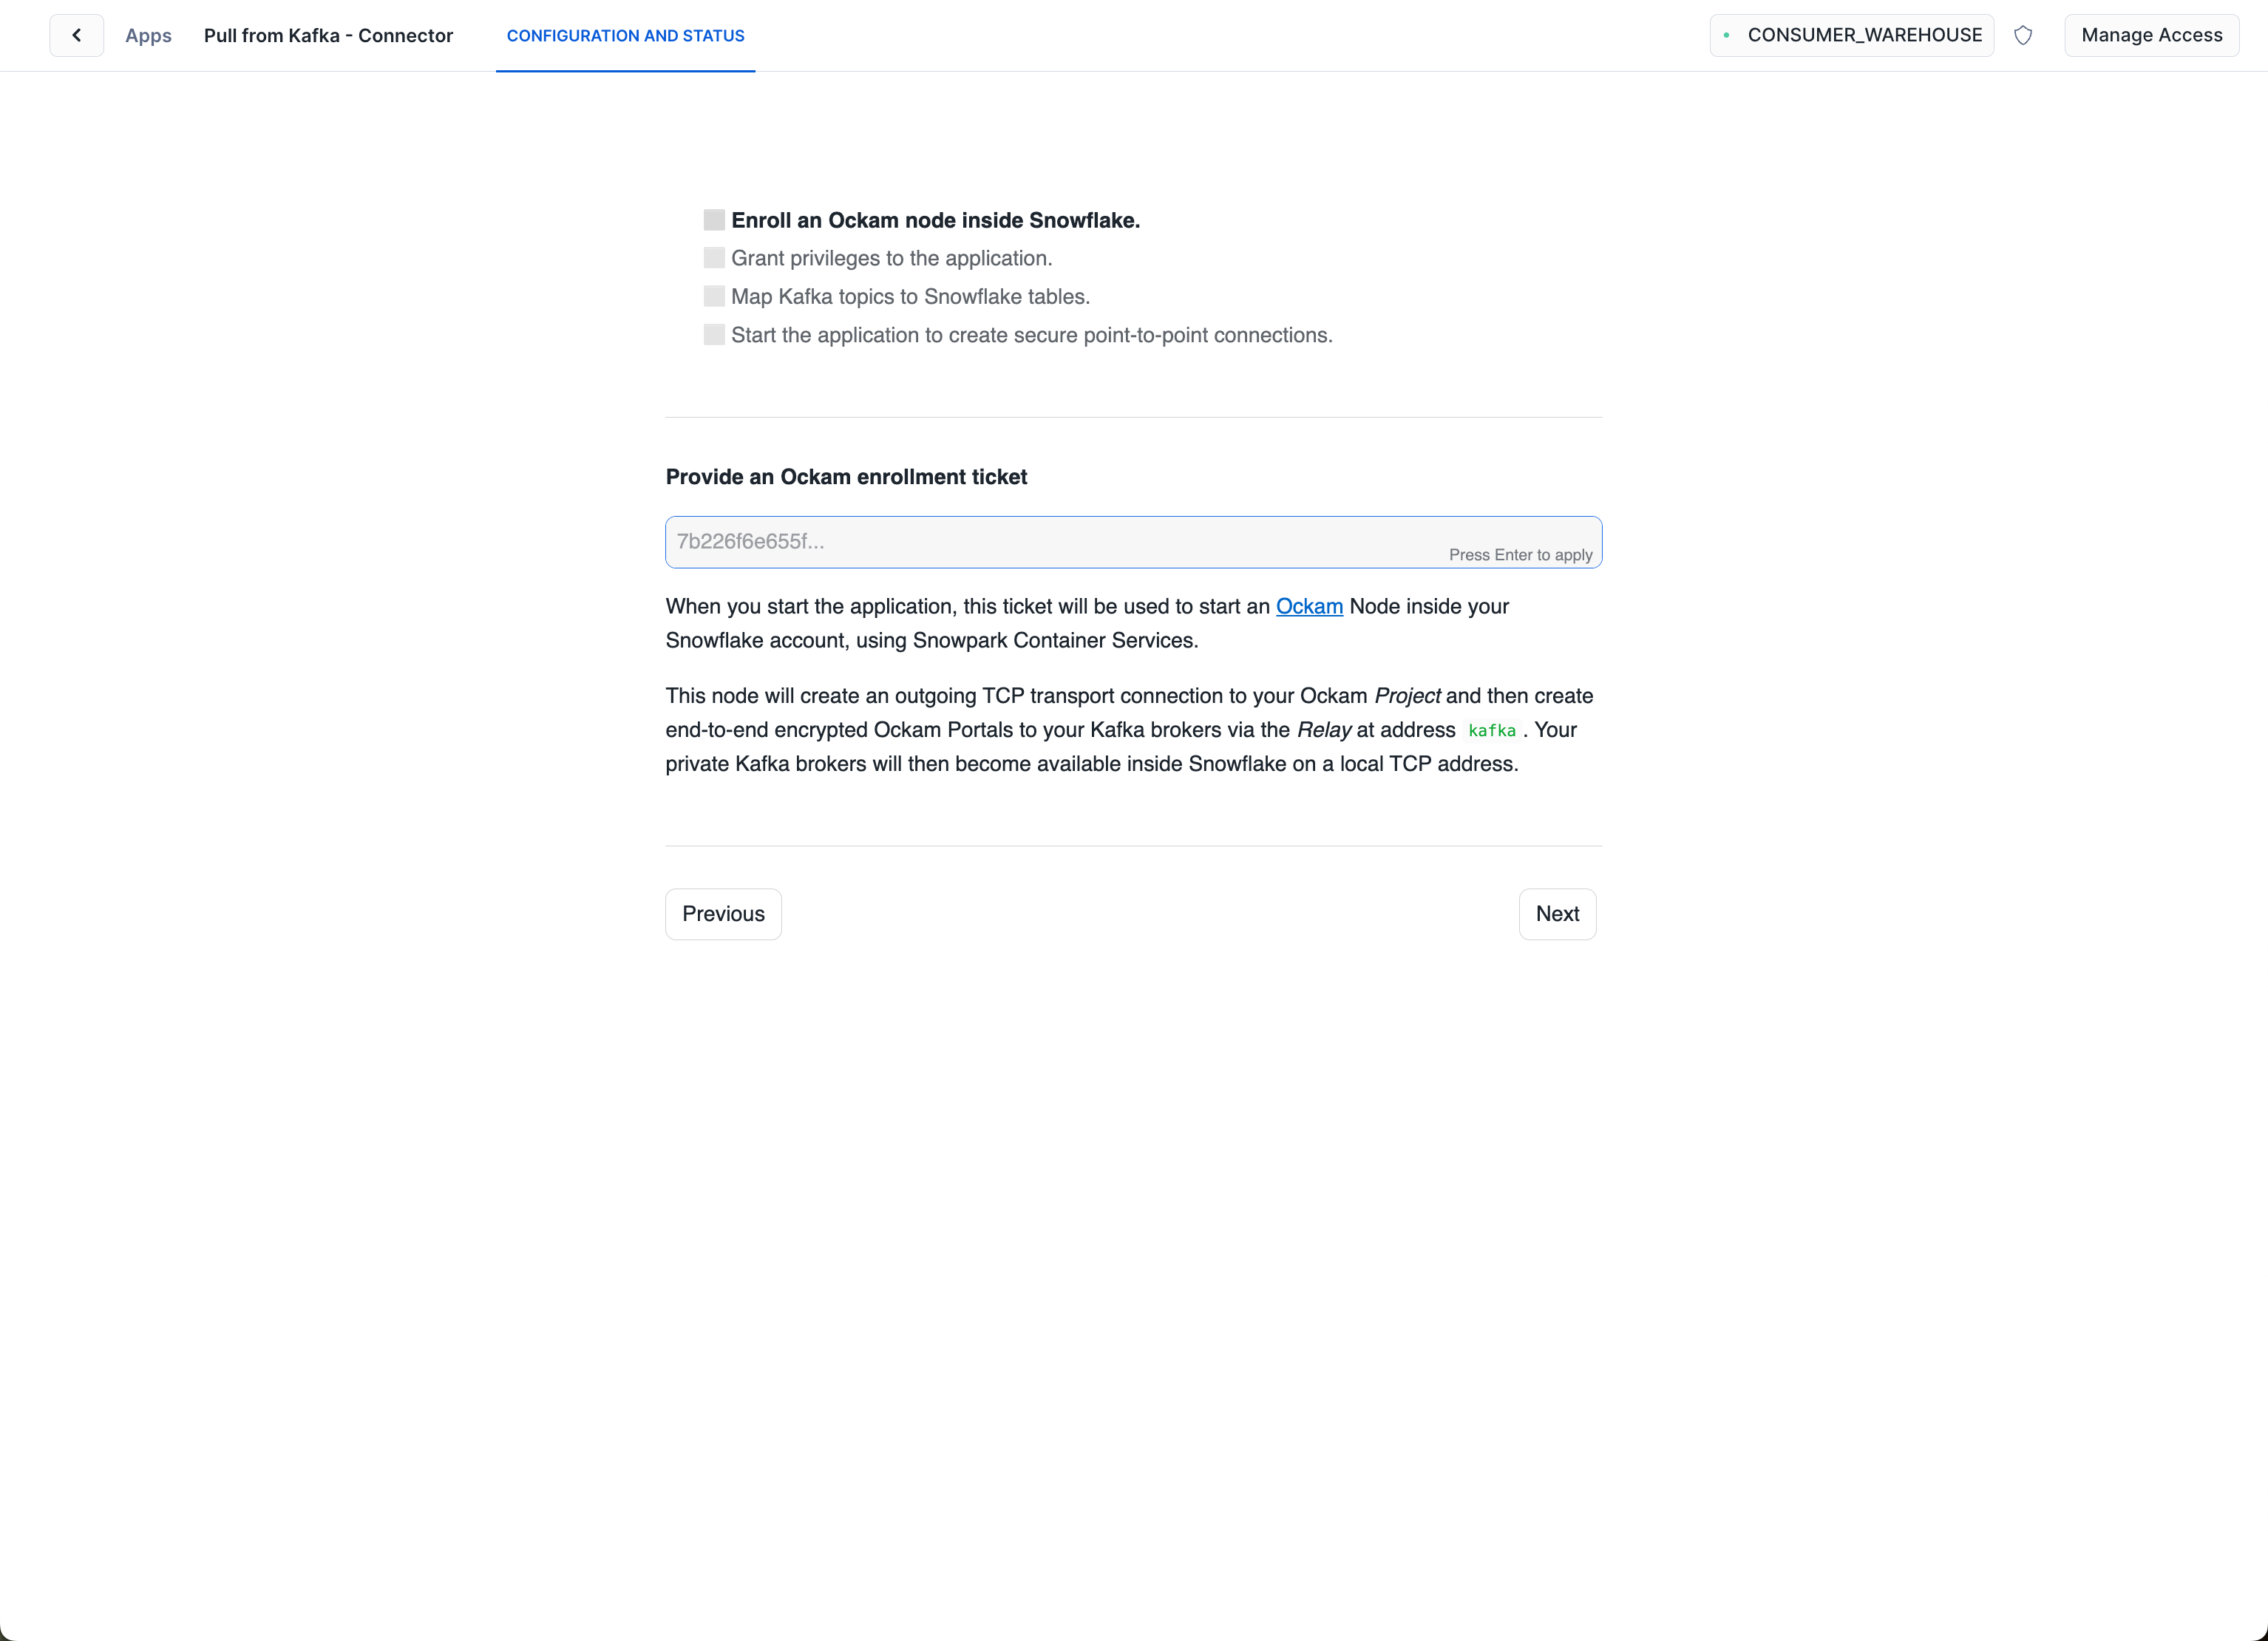 Apps
Pull from Kafka - Connector
CONFIGURATION AND STATUS
CONSUMER_WAREHOUSE
Manage Access
Enroll an Ockam node inside Snowflake.
Grant privileges to the application.
Map Kafka topics to Snowflake tables.
Start the application to create secure point-to-point connections.
Provide an Ockam enrollment ticket
7b226f6e655f...
Press Enter to apply
When you start the application, this ticket will be used to start an Ockam Node inside your
Snowflake account, using Snowpark Container Services.
This node will create an outgoing TCP transport connection to your Ockam Project and then create
end-to-end encrypted Ockam Portals to your Kafka brokers via the Relay at address kafka . Your
private Kafka brokers will then become available inside Snowflake on a local TCP address.
Previous
Next